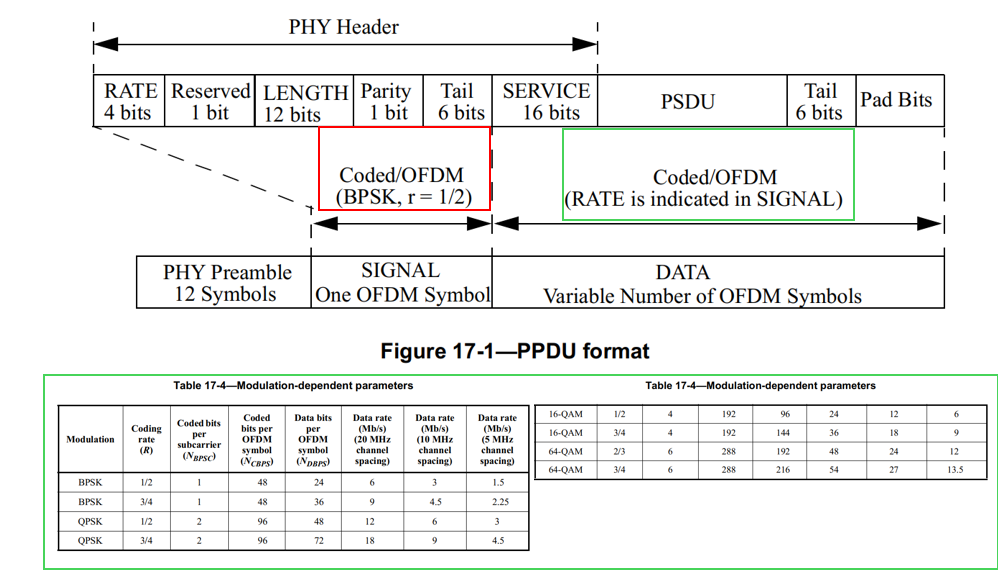 PHY Header
RATE Reserved LENGTH Parity Tail SERVICE PSDU Tail Pad Bits
4 bits 1 bit 12 bits 1 bit 6 bits 16 bits 6 bits
Coded/OFDM
(BPSK, r = 1/2)
Coded/OFDM
(RATE is indicated in SIGNAL)
PHY Preamble
12 Symbols
SIGNAL
One OFDM Symbol
DATA
Variable Number of OFDM Symbols
Figure 17-1—PPDU format
Table 17-4—Modulation-dependent parameters
Modulation
Coding
rate
(R)
Coded bits
per
subcarrier
(NBPSC)
Coded
bits per
OFDM
symbol
(NCBPS)
Data bits
per
OFDM
symbol
(NDBPS)
Data rate
(Mb/s)
(20 MHz
channel
spacing)
Data rate
(Mb/s)
(10 MHz
channel
spacing)
Data rate
(Mb/s)
(5 MHz
channel
spacing)
BPSK 1/2 1 48 24 6 3 1.5
BPSK 3/4 1 48 36 9 4.5 2.25
QPSK 1/2 2 96 48 12 6 3
QPSK 3/4 2 96 72 18 9 4.5
Table 17-4—Modulation-dependent parameters
16-QAM 1/2 4 192 96 24 12 6
16-QAM 3/4 4 192 144 36 18 9
64-QAM 2/3 6 288 192 48 24 12
64-QAM 3/4 6 288 216 54 27 13.5